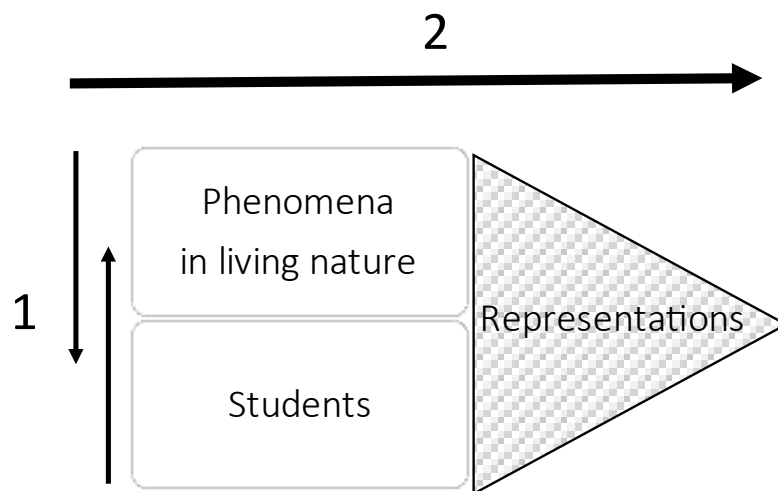 2
Phenomena
in living nature
1
Representations
Students